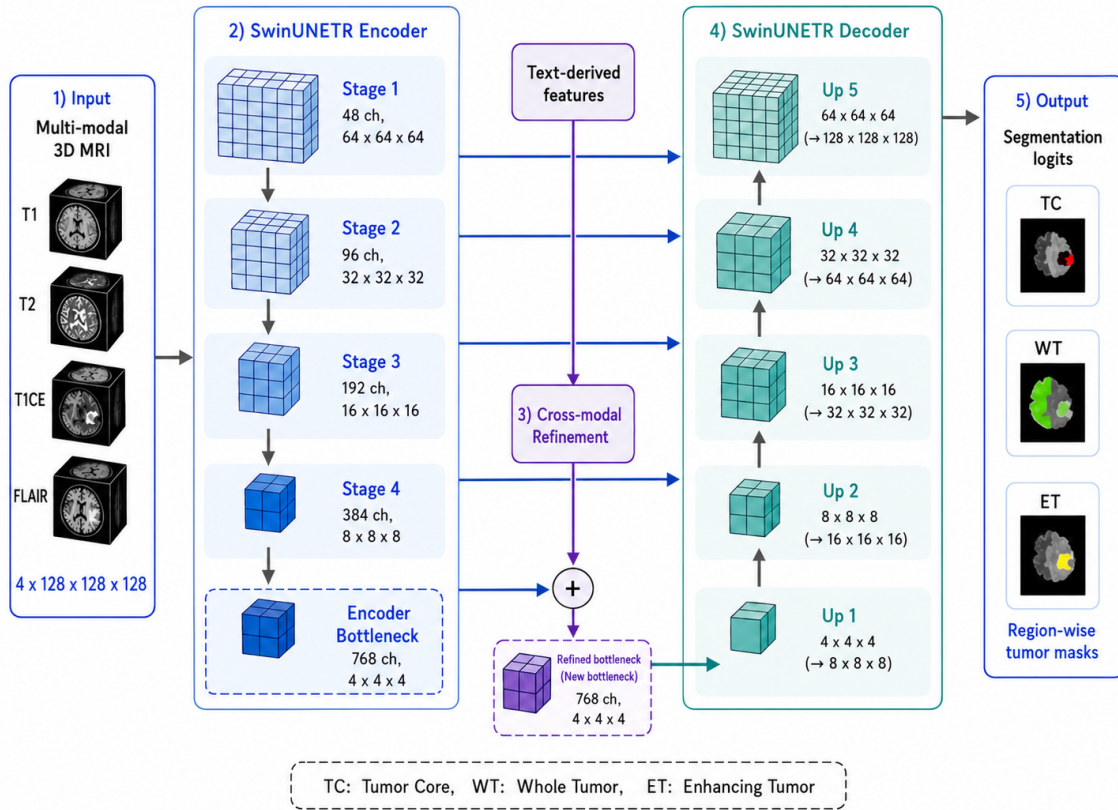 1) Input
Multi-modal
3D MRI
T1
T2
T1CE
FLAIR
4 x 128 x 128 x 128
2) SwinUNETR Encoder
Stage 1
48 ch,
64 x 64 x 64
Stage 2
96 ch,
32 x 32 x 32
Stage 3
192 ch,
16 x 16 x 16
Stage 4
384 ch,
8 x 8 x 8
Encoder
Bottleneck
768 ch,
4 x 4 x 4
Text-derived
features
3) Cross-modal
Refinement
+
Refined bottleneck
(New bottleneck)
768 ch,
4 x 4 x 4
4) SwinUNETR Decoder
Up 5
64 x 64 x 64
(→ 128 x 128 x 128)
Up 4
32 x 32 x 32
(→ 64 x 64 x 64)
Up 3
16 x 16 x 16
(→ 32 x 32 x 32)
Up 2
8 x 8 x 8
(→ 16 x 16 x 16)
Up 1
4 x 4 x 4
(→ 8 x 8 x 8)
5) Output
Segmentation
logits
TC
WT
ET
Region-wise
tumor masks
TC: Tumor Core, WT: Whole Tumor, ET: Enhancing Tumor